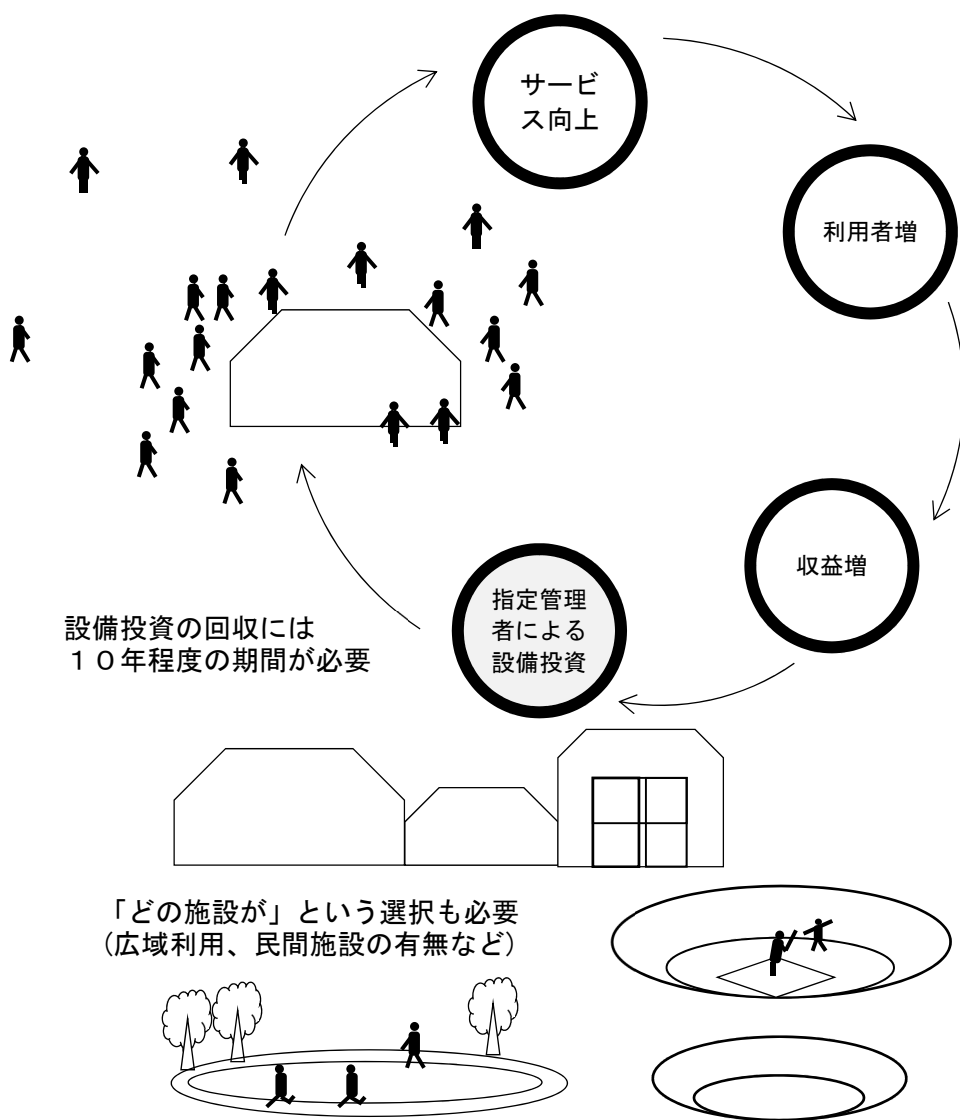 サービ
ス向上
利用者増
収益増
指定管理
者による
設備投資
設備投資の回収には
１０年程度の期間が必要
「どの施設が」という選択も必要
（広域利用、民間施設の有無など）